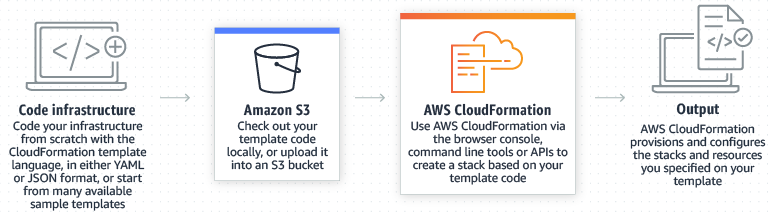 Code infrastructure
Code your infrastructure
from scratch with the
CloudFormation template
language, in either YAML
or JSON format, or start
from many available
sample templates
Amazon S3
Check out your
template code
locally, or upload it
into an S3 bucket
AWS CloudFormation
Use AWS CloudFormation via
the browser console,
command line tools or APIs to
create a stack based on your
template code
Output
AWS CloudFormation
provisions and configures
the stacks and resources
you specified on your
template